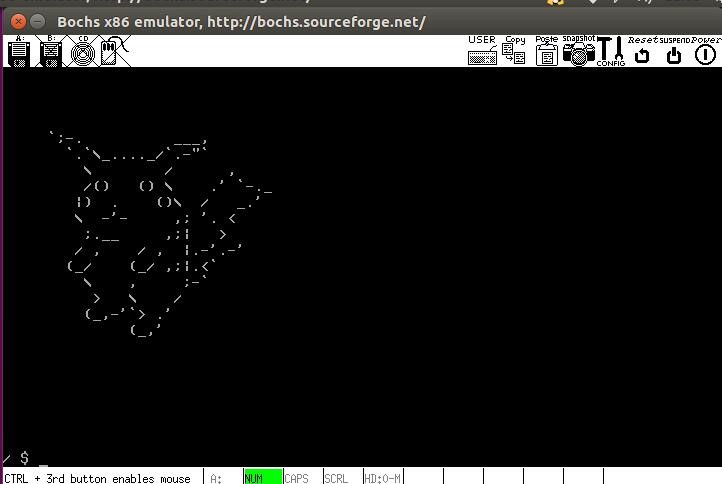 Bochs x86 emulator, http://bochs.sourceforge.net/
A: B: CD USER Copy Paste snapshot CONFIG Reset SUSPEND Power
/ $ _
CTRL + 3rd button enables mouse A: NUM CAPS SCRL HD:0-M